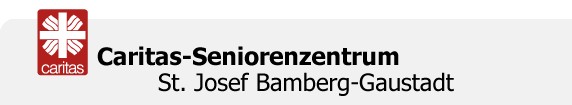 caritas
Caritas-Seniorenzentrum
St. Josef Bamberg-Gaustadt